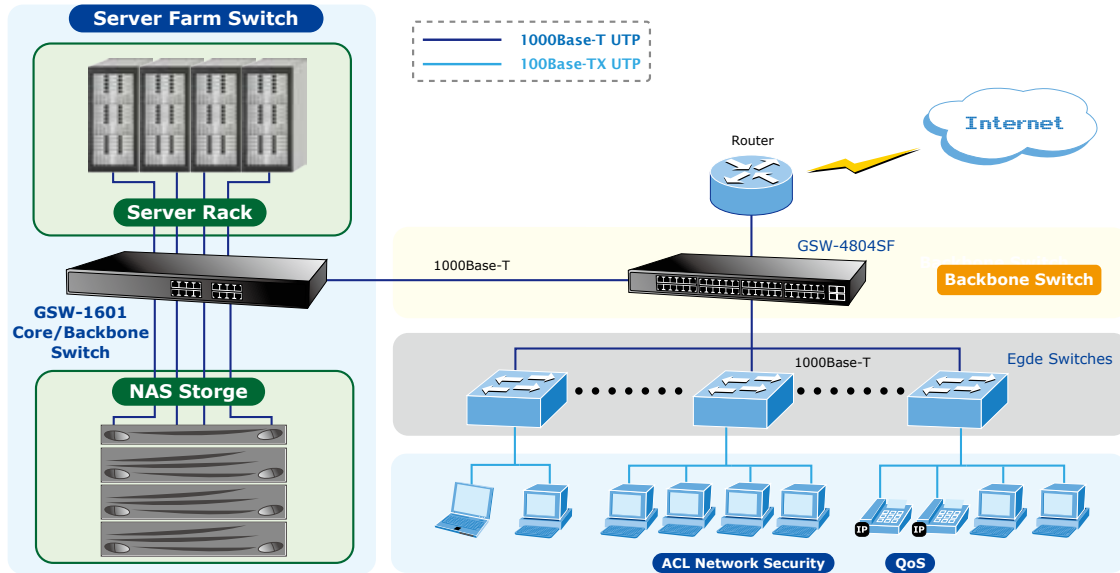 Server Farm Switch
1000Base-T UTP
100Base-TX UTP
Internet
Router
Server Rack
GSW-4804SF
1000Base-T
Backbone Switch
GSW-1601
Core/Backbone
Switch
1000Base-T
Egde Switches
NAS Storge
IP
IP
ACL Network Security
QoS